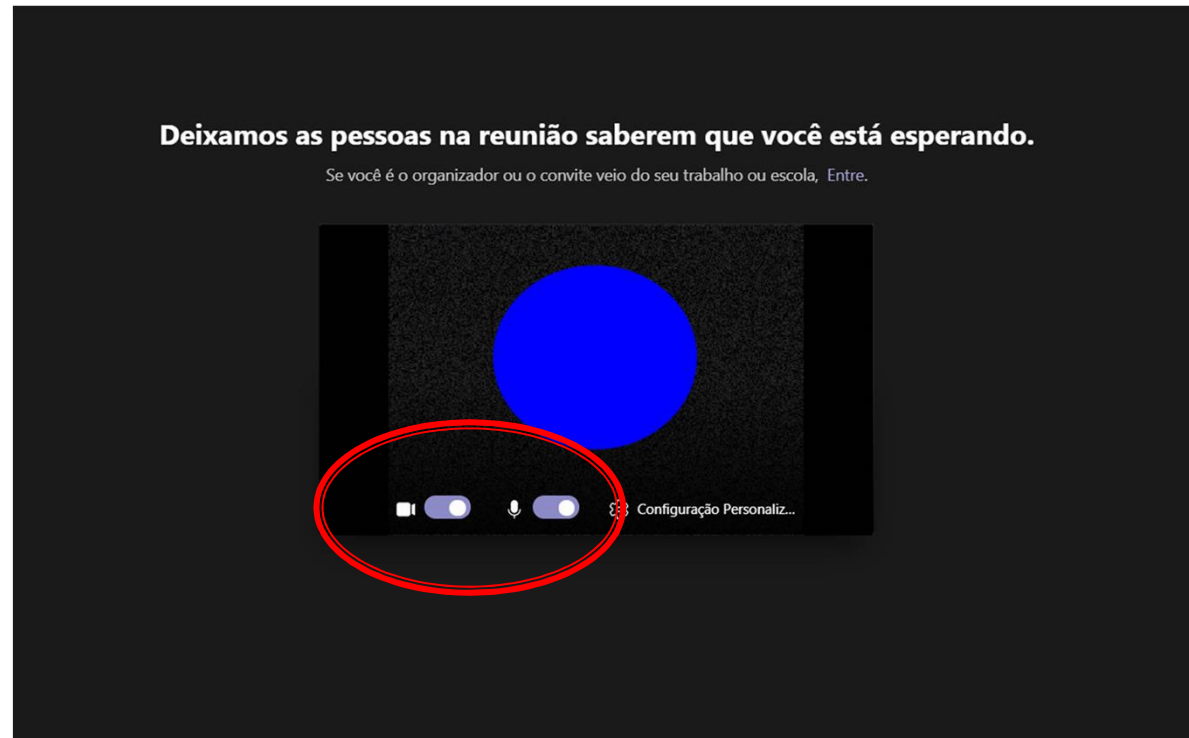 Deixamos as pessoas na reunião saberem que você está esperando.
Se você é o organizador ou o convite veio do seu trabalho ou escola, Entre.
Configuração Personaliz...